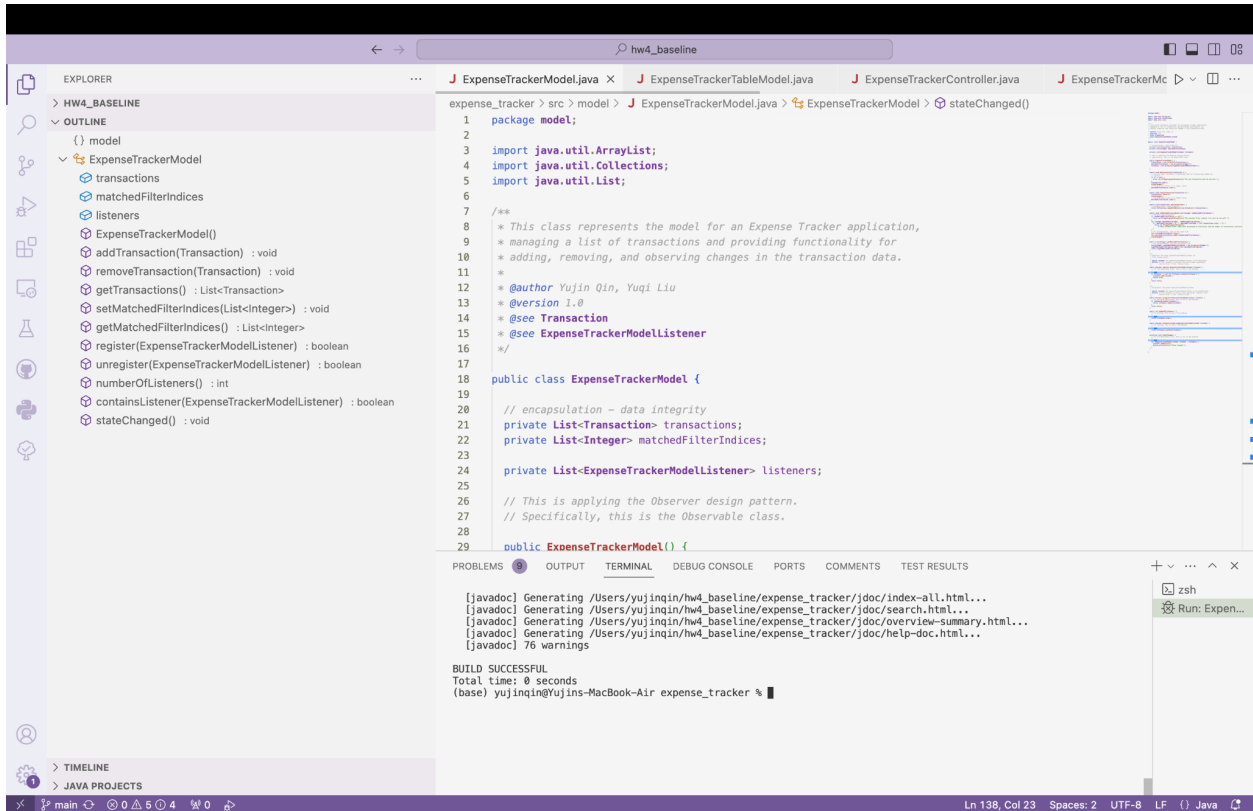 hw4_baseline
EXPLORER
HW4_BASELINE
OUTLINE
{} model
ExpenseTrackerModel
transactions
matchedFilterIndices
listeners
ExpenseTrackerModel()
addTransaction(Transaction) : void
removeTransaction(Transaction) : void
getTransactions() : List<Transaction>
setMatchedFilterIndices(List<Integer>) : void
getMatchedFilterIndices() : List<Integer>
register(ExpenseTrackerModelListener) : boolean
unregister(ExpenseTrackerModelListener) : boolean
numberOfListeners() : int
containsListener(ExpenseTrackerModelListener) : boolean
stateChanged() : void
TIMELINE
JAVA PROJECTS
J ExpenseTrackerModel.java J ExpenseTrackerTableModel.java J ExpenseTrackerController.java J ExpenseTrackerMc
expense_tracker > src > model > J ExpenseTrackerModel.java > ExpenseTrackerModel > stateChanged()
1 package model;
2
3 import java.util.ArrayList;
4 import java.util.Collections;
5 import java.util.List;
6
7 /**
8 * This class represents the model for an Expense Tracker application,
9 * managing a list of transactions and providing functionality for
10 * adding, removing, and observing changes in the transaction data.
11 *
12 * @author Yujin Qin, Yuqi Liu
13 * @version 1.0
14 * @see Transaction
15 * @see ExpenseTrackerModelListener
16 */
17
18 public class ExpenseTrackerModel {
19
20 // encapsulation – data integrity
21 private List<Transaction> transactions;
22 private List<Integer> matchedFilterIndices;
23
24 private List<ExpenseTrackerModelListener> listeners;
25
26 // This is applying the Observer design pattern.
27 // Specifically, this is the Observable class.
28
29 public ExpenseTrackerModel() {
PROBLEMS 9 OUTPUT TERMINAL DEBUG CONSOLE PORTS COMMENTS TEST RESULTS
[javadoc] Generating /Users/yujinqin/hw4_baseline/expense_tracker/jdoc/index-all.html...
[javadoc] Generating /Users/yujinqin/hw4_baseline/expense_tracker/jdoc/search.html...
[javadoc] Generating /Users/yujinqin/hw4_baseline/expense_tracker/jdoc/overview-summary.html...
[javadoc] Generating /Users/yujinqin/hw4_baseline/expense_tracker/jdoc/help-doc.html...
[javadoc] 76 warnings
BUILD SUCCESSFUL
Total time: 0 seconds
(base) yujinqin@Yujins-MacBook-Air expense_tracker %
zsh
Run: Expen...
1
main 0 5 4 0 Ln 138, Col 23 Spaces: 2 UTF-8 LF {} Java